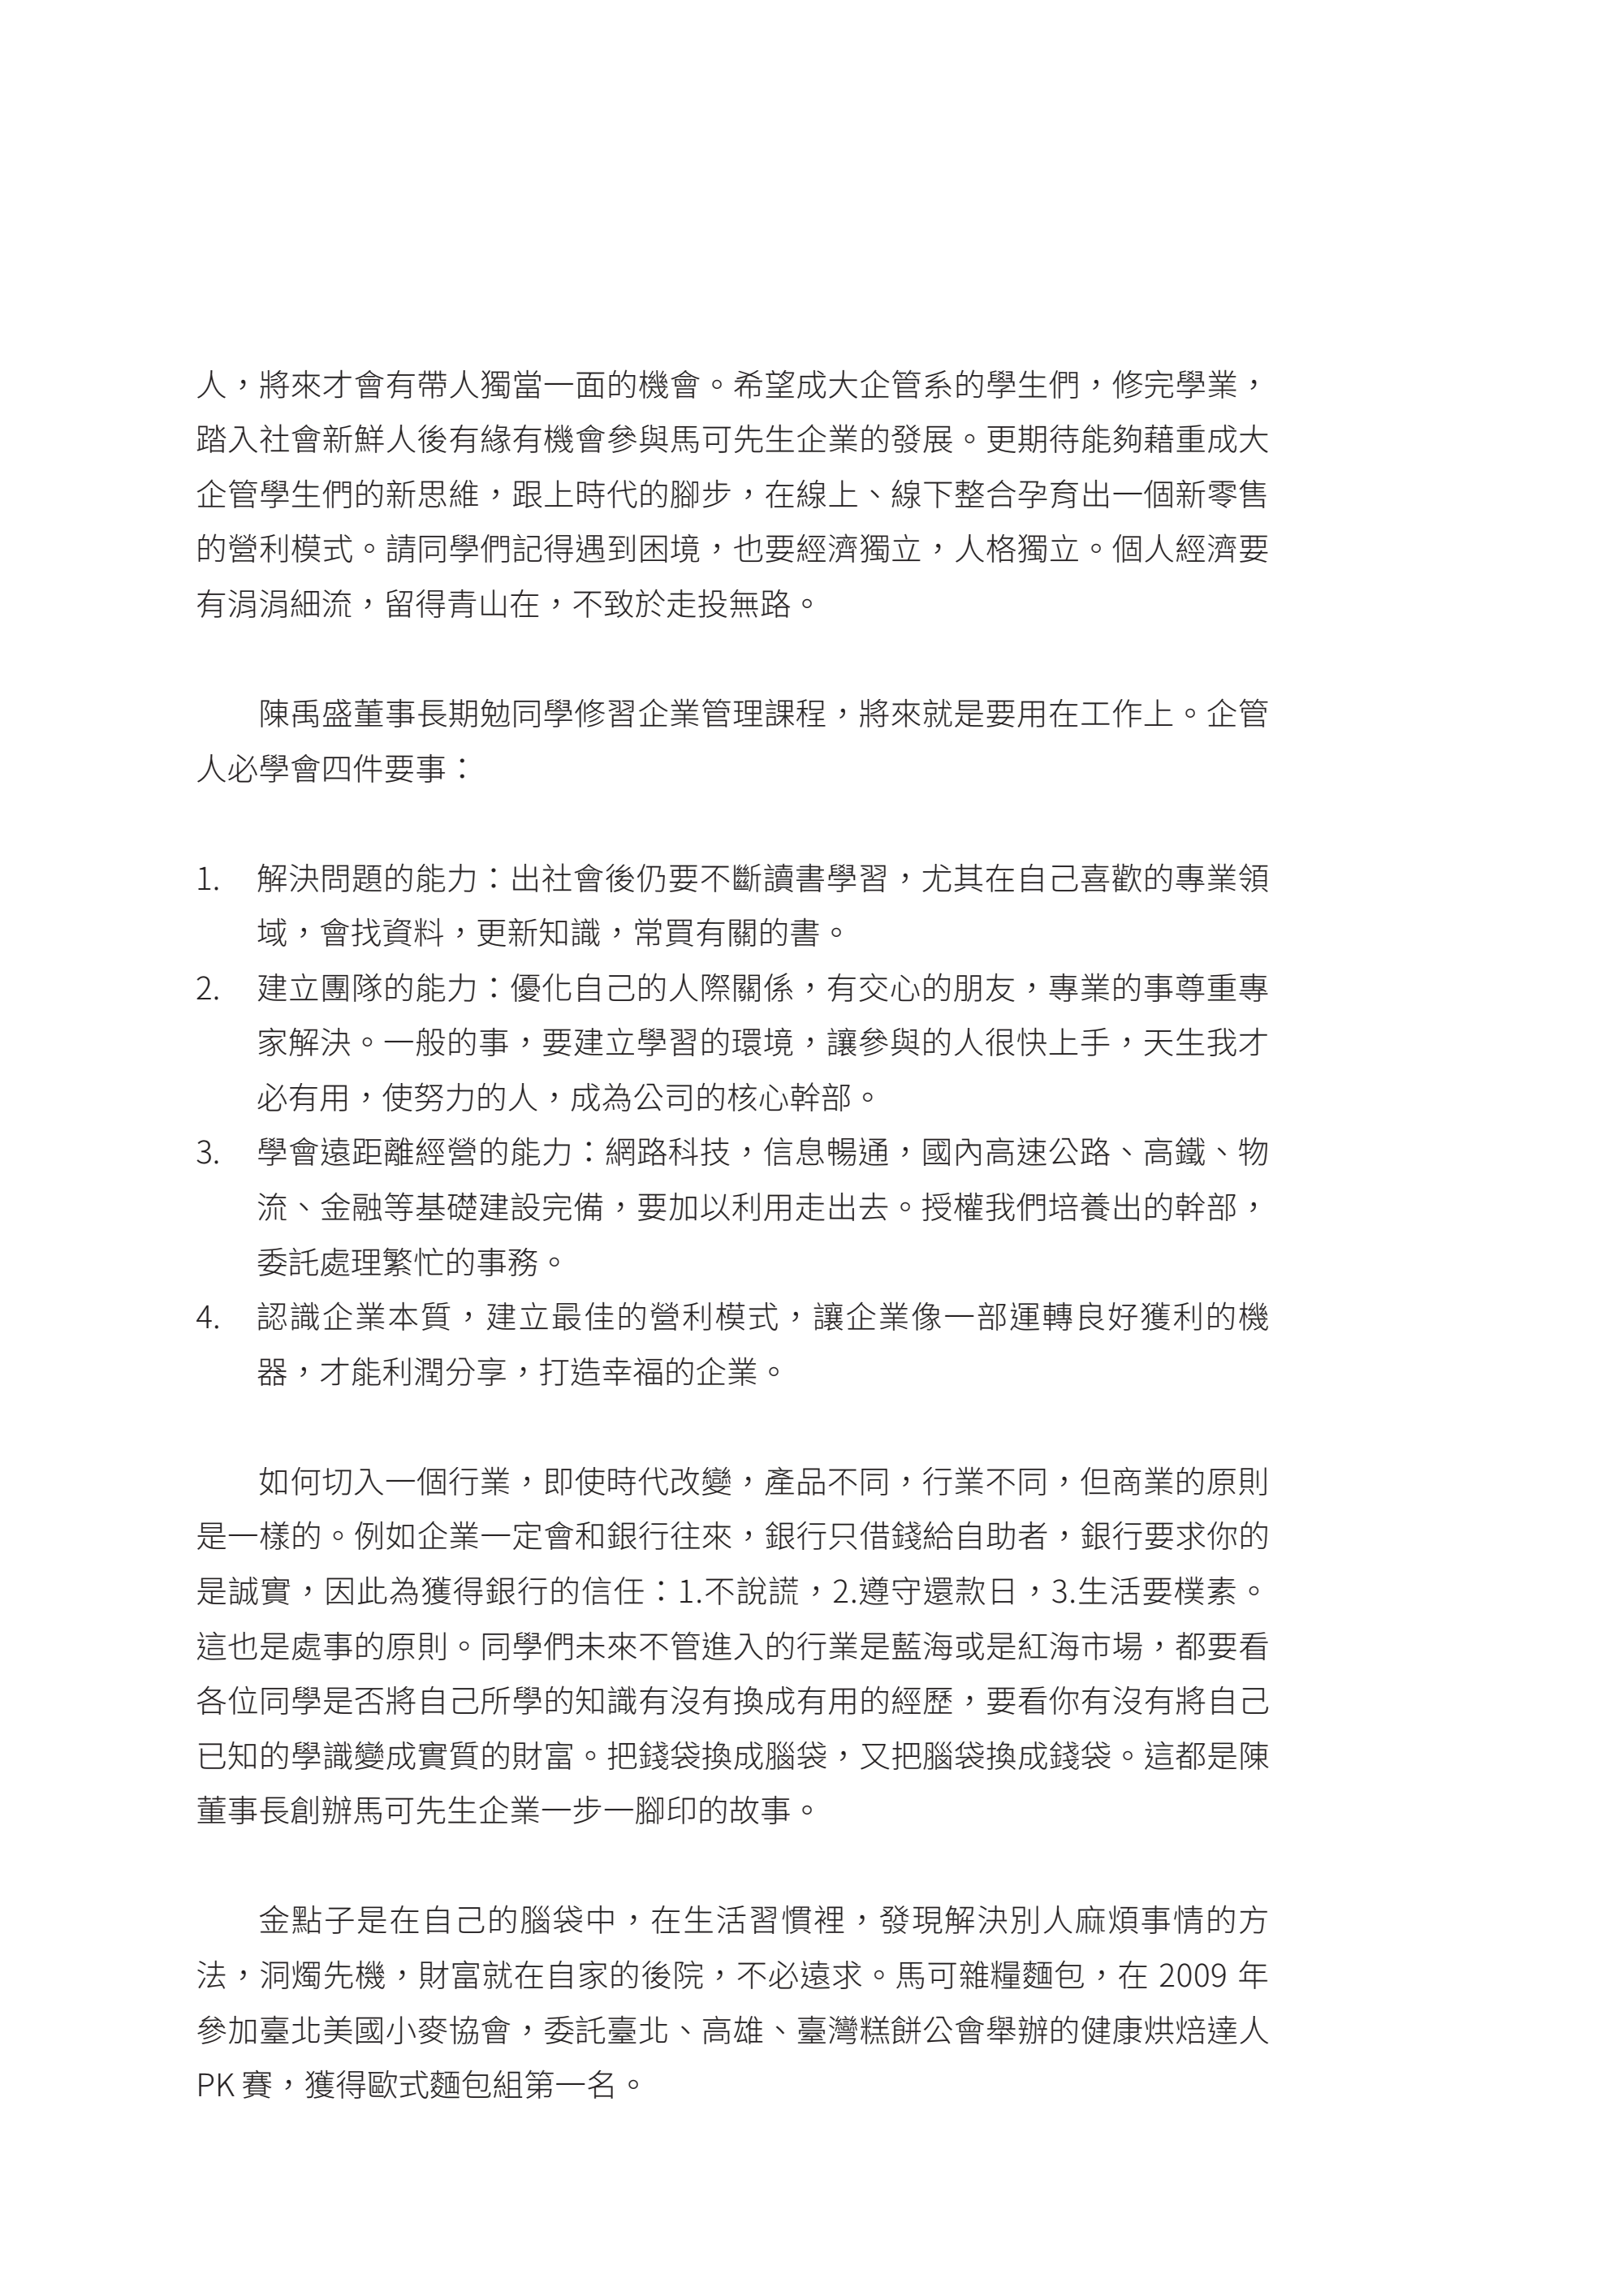 人，將來才會有帶人獨當一面的機會。希望成大企管系的學生們，修完學業，
踏入社會新鮮人後有緣有機會參與馬可先生企業的發展。更期待能夠藉重成大
企管學生們的新思維，跟上時代的腳步，在線上、線下整合孕育出一個新零售
的營利模式。請同學們記得遇到困境，也要經濟獨立，人格獨立。個人經濟要
有涓涓細流，留得青山在，不致於走投無路。
陳禹盛董事長期勉同學修習企業管理課程，將來就是要用在工作上。企管
人必學會四件要事：
1. 解決問題的能力：出社會後仍要不斷讀書學習，尤其在自己喜歡的專業領
域，會找資料，更新知識，常買有關的書。
2. 建立團隊的能力：優化自己的人際關係，有交心的朋友，專業的事尊重專
家解決。一般的事，要建立學習的環境，讓參與的人很快上手，天生我才
必有用，使努力的人，成為公司的核心幹部。
3. 學會遠距離經營的能力：網路科技，信息暢通，國內高速公路、高鐵、物
流、金融等基礎建設完備，要加以利用走出去。授權我們培養出的幹部，
委託處理繁忙的事務。
4. 認識企業本質，建立最佳的營利模式，讓企業像一部運轉良好獲利的機
器，才能利潤分享，打造幸福的企業。
如何切入一個行業，即使時代改變，產品不同，行業不同，但商業的原則
是一樣的。例如企業一定會和銀行往來，銀行只借錢給自助者，銀行要求你的
是誠實，因此為獲得銀行的信任：1.不說謊，2.遵守還款日，3.生活要樸素。
這也是處事的原則。同學們未來不管進入的行業是藍海或是紅海市場，都要看
各位同學是否將自己所學的知識有沒有換成有用的經歷，要看你有沒有將自己
已知的學識變成實質的財富。把錢袋換成腦袋，又把腦袋換成錢袋。這都是陳
董事長創辦馬可先生企業一步一腳印的故事。
金點子是在自己的腦袋中，在生活習慣裡，發現解決別人麻煩事情的方
法，洞燭先機，財富就在自家的後院，不必遠求。馬可雜糧麵包，在 2009 年
參加臺北美國小麥協會，委託臺北、高雄、臺灣糕餅公會舉辦的健康烘焙達人
PK 賽，獲得歐式麵包組第一名。